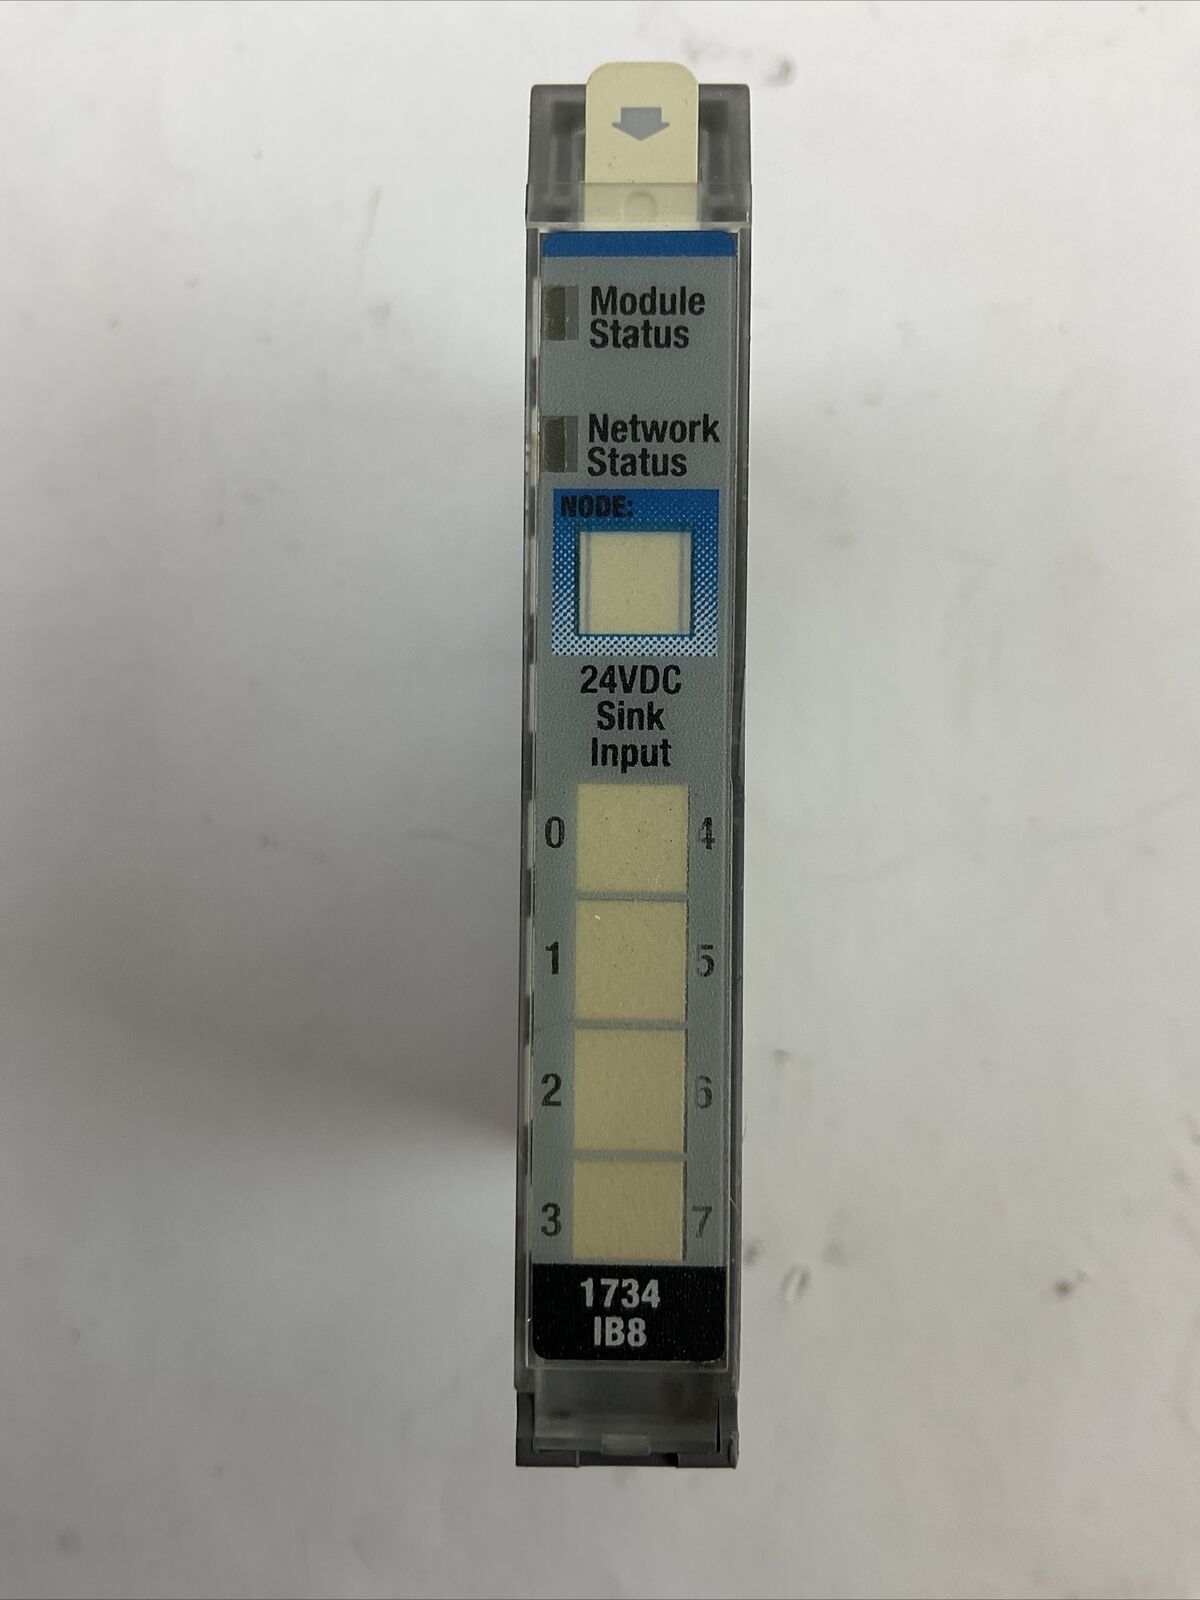 Module
Status
Network
Status
NODE:
24VDC
Sink
Input
0 4
1 5
2 6
3 7
1734
IB8